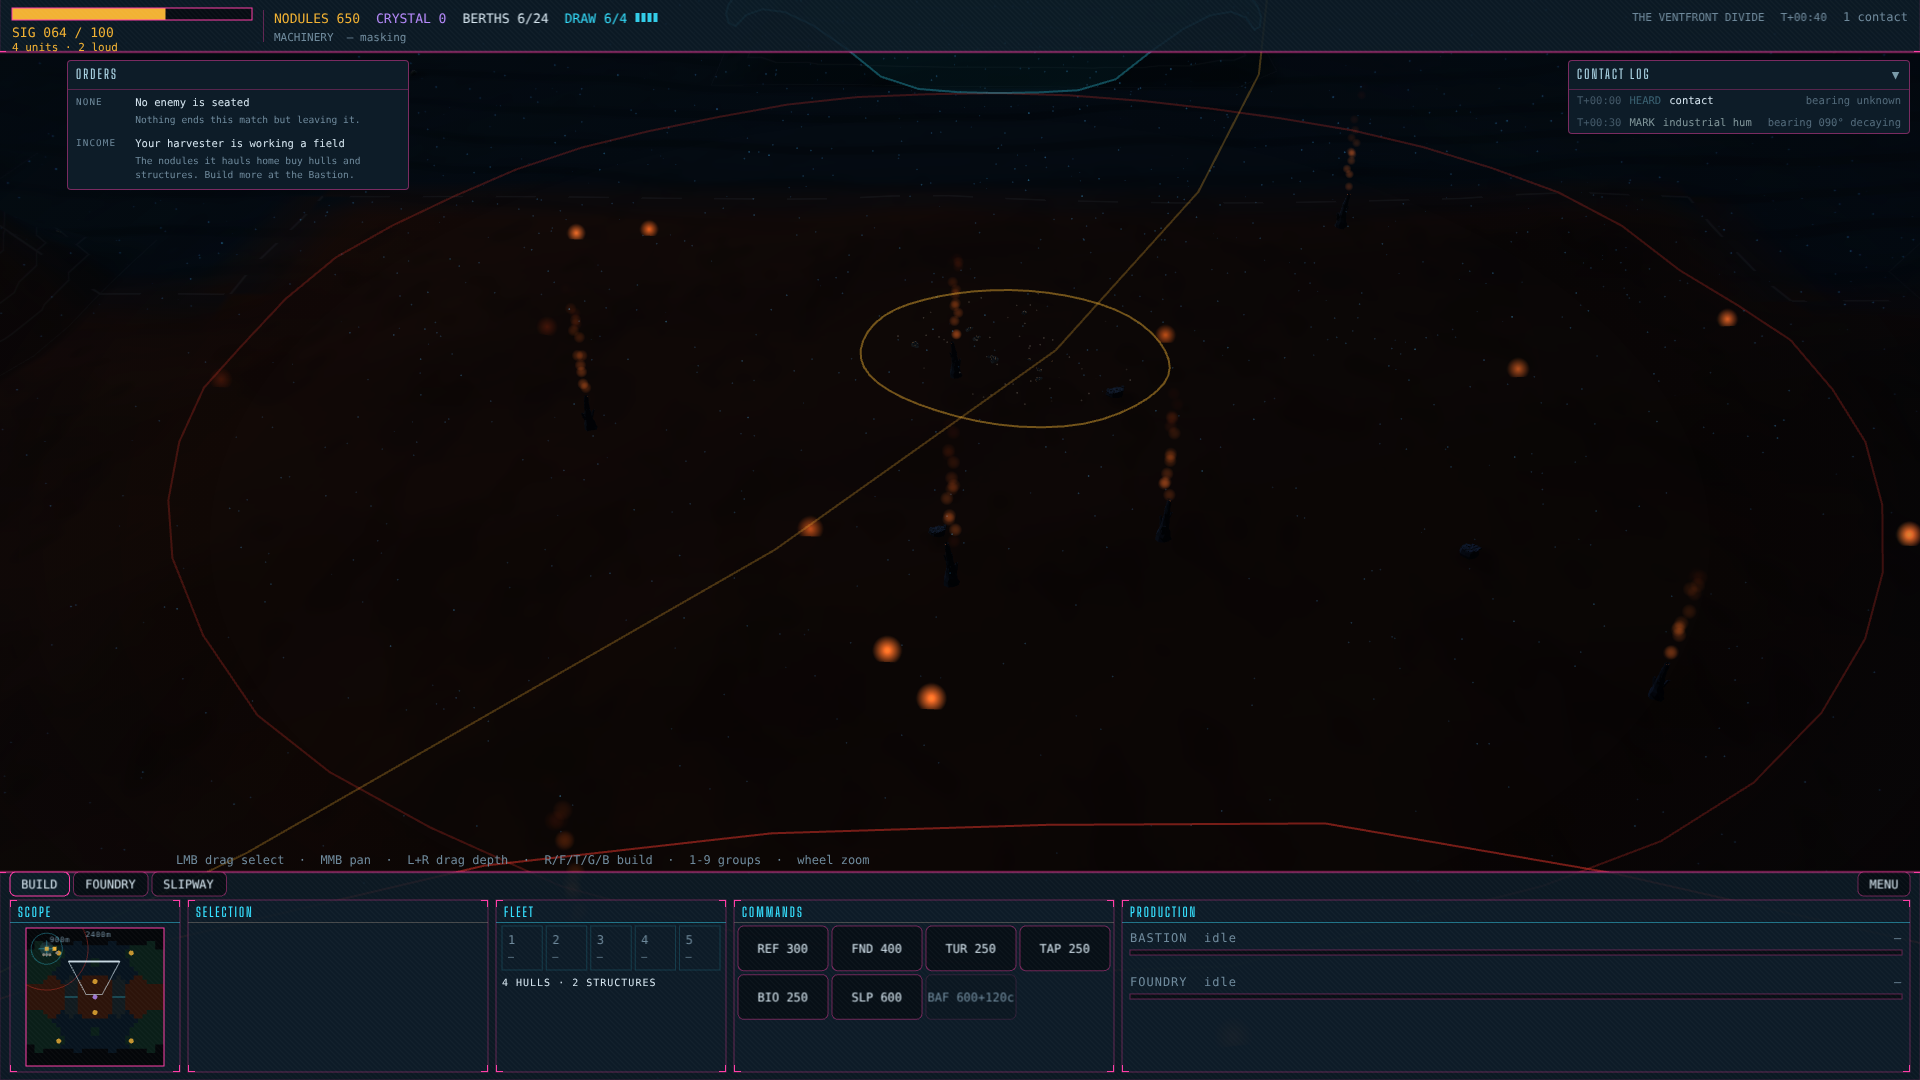 SIG 064 / 100
4 units · 2 loud
NODULES 650 CRYSTAL 0 BERTHS 6/24 DRAW 6/4
MACHINERY — masking
THE VENTFRONT DIVIDE T+00:40 1 contact
ORDERS
NONE No enemy is seated
Nothing ends this match but leaving it.
INCOME Your harvester is working a field
The nodules it hauls home buy hulls and
structures. Build more at the Bastion.
CONTACT LOG ▼
T+00:00 HEARD contact bearing unknown
T+00:30 MARK industrial hum bearing 090° decaying
LMB drag select · MMB pan · L+R drag depth · R/F/T/G/B build · 1-9 groups · wheel zoom
BUILD FOUNDRY SLIPWAY MENU
SCOPE
900m 2400m
SELECTION
FLEET
1 2 3 4 5
— — — — —
4 HULLS · 2 STRUCTURES
COMMANDS
REF 300 FND 400 TUR 250 TAP 250
BIO 250 SLP 600 BAF 600+120c
PRODUCTION
BASTION idle —
FOUNDRY idle —